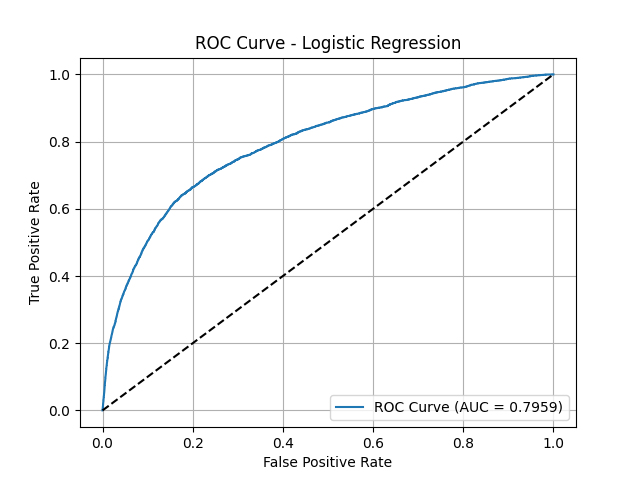 ROC Curve - Logistic Regression
True Positive Rate
1.0
0.8
0.6
0.4
0.2
0.0
ROC Curve (AUC = 0.7959)
0.0 0.2 0.4 0.6 0.8 1.0
False Positive Rate